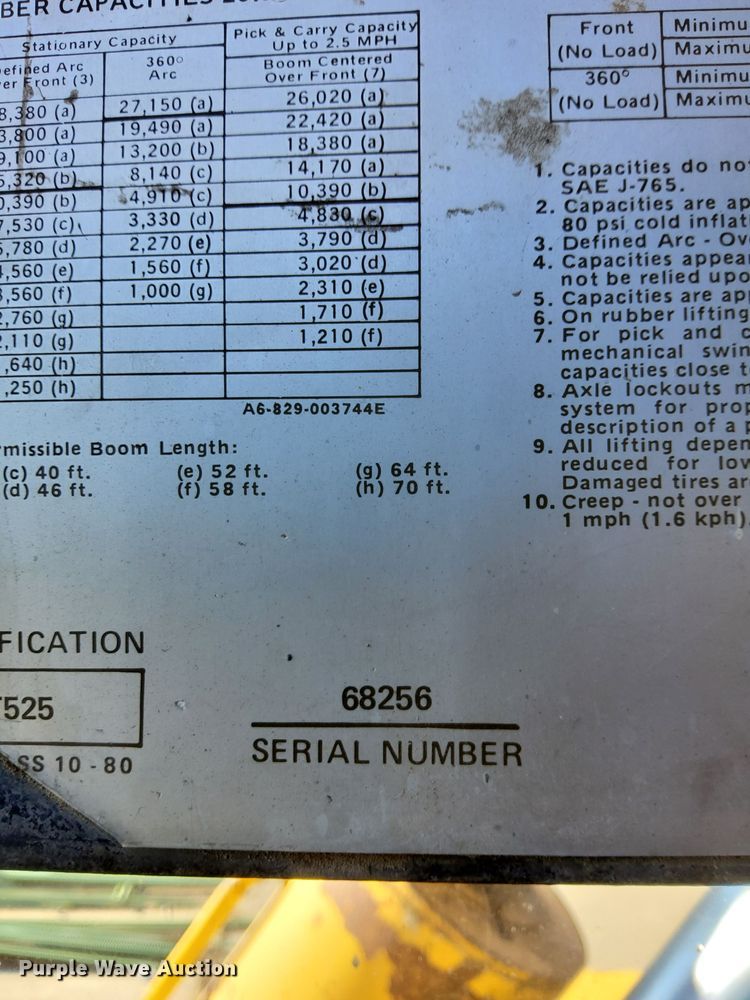 BER CAPACITIES
Stationary Capacity
Pick & Carry Capacity
Up to 2.5 MPH
efined Arc
ver Front (3)
360°
Arc
Boom Centered
Over Front (7)
8,380 (a) 27,150 (a) 26,020 (a)
3,800 (a) 19,490 (a) 22,420 (a)
9,100 (a) 13,200 (b) 18,380 (a)
5,320 (b) 8,140 (c) 14,170 (a)
0,390 (b) 4,910 (c) 10,390 (b)
7,530 (c) 3,330 (d) 4,830 (c)
5,780 (d) 2,270 (e) 3,790 (d)
,560 (e) 1,560 (f) 3,020 (d)
,560 (f) 1,000 (g) 2,310 (e)
2,760 (g) 1,710 (f)
2,110 (g) 1,210 (f)
,640 (h)
,250 (h)
A6-829-003744E
missible Boom Length:
(c) 40 ft. (e) 52 ft. (g) 64 ft.
(d) 46 ft. (f) 58 ft. (h) 70 ft.
Front
(No Load)
Minimu
Maximu
360°
(No Load)
Minimu
Maximu
1. Capacities do not
SAE J-765.
2. Capacities are ap
80 psi cold inflat
3. Defined Arc - Ov
4. Capacities appear
not be relied upo
5. Capacities are app
6. On rubber lifting
7. For pick and c
mechanical swin
capacities close t
8. Axle lockouts m
system for prop
description of a p
9. All lifting depen
reduced for low
Damaged tires ar
10. Creep - not over
1 mph (1.6 kph)
FICATION
T525
SS 10 - 80
68256
SERIAL NUMBER
Purple Wave Auction